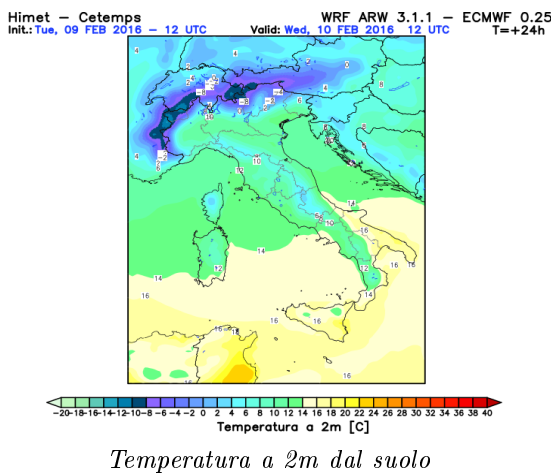 Himet – Cetemps WRF ARW 3.1.1 – ECMWF 0.25
Init.: Tue, 09 FEB 2016 – 12 UTC Valid: Wed, 10 FEB 2016 12 UTC T=+24h
-20 -18 -16 -14 -12 -10 -8 -6 -4 -2 0 2 4 6 8 10 12 14 16 18 20 22 24 26 28 30 32 34 36 38 40
Temperatura a 2m [C]
Temperatura a 2m dal suolo